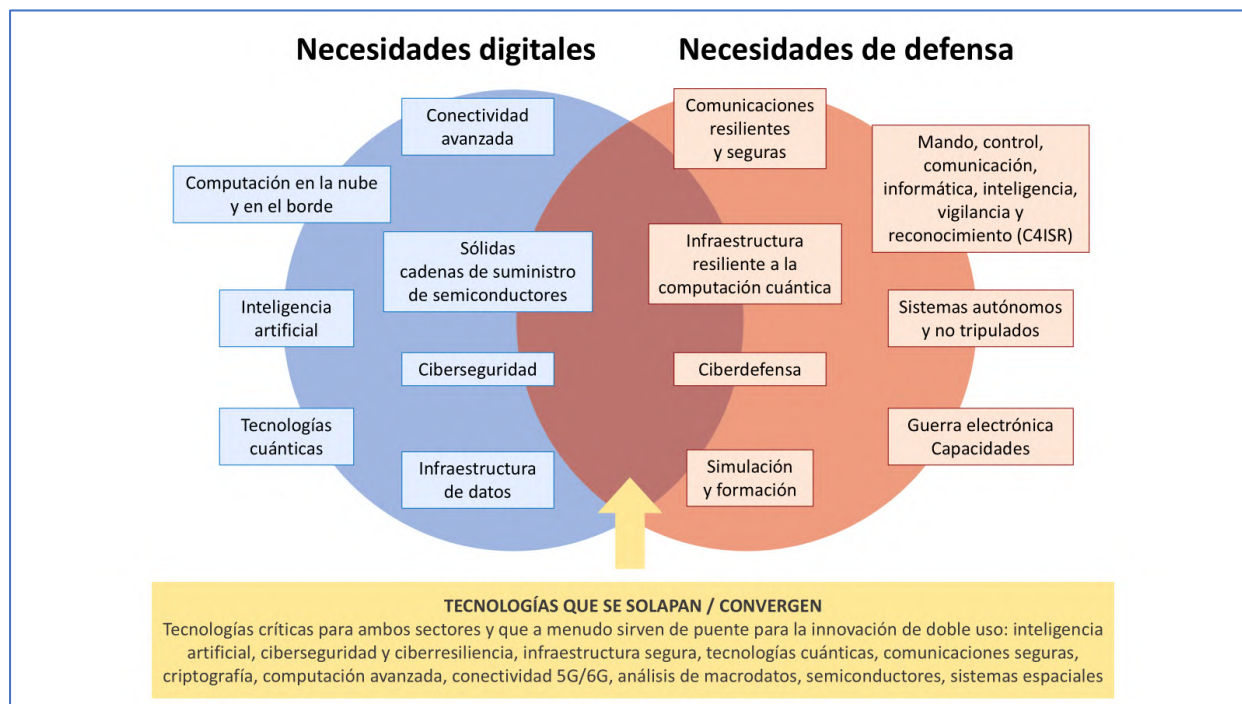 Necesidades digitales
Necesidades de defensa
Conectividad
avanzada
Computación en la nube
y en el borde
Sólidas
cadenas de suministro
de semiconductores
Inteligencia
artificial
Ciberseguridad
Tecnologías
cuánticas
Infraestructura
de datos
Comunicaciones
resilientes
y seguras
Mando, control,
comunicación,
informática, inteligencia,
vigilancia y
reconocimiento (C4ISR)
Infraestructura
resiliente a la
computación cuántica
Sistemas autónomos
y no tripulados
Ciberdefensa
Guerra electrónica
Capacidades
Simulación
y formación
TECNOLOGÍAS QUE SE SOLAPAN / CONVERGEN
Tecnologías críticas para ambos sectores y que a menudo sirven de puente para la innovación de doble uso: inteligencia
artificial, ciberseguridad y ciberresiliencia, infraestructura segura, tecnologías cuánticas, comunicaciones seguras,
criptografía, computación avanzada, conectividad 5G/6G, análisis de macrodatos, semiconductores, sistemas espaciales